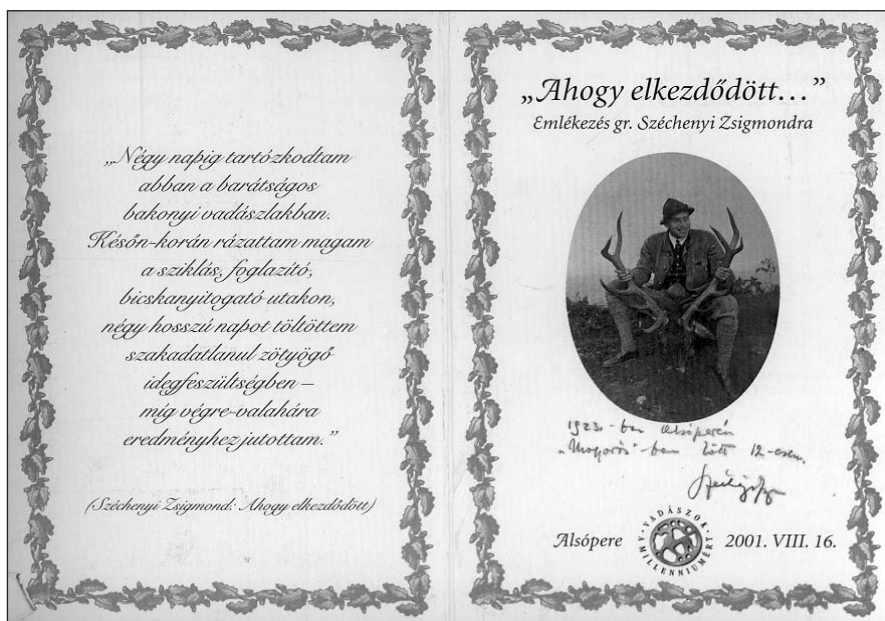 „Négy napig tartózkodtam
abban a barátságos
bakonyi vadászlakban.
Későn-korán rázattam magam
a sziklás, foglazító,
bicskanyitogató utakon,
négy hosszú napot töltöttem
szakadatlanul zötyögő
idegfeszültségben –
míg végre-valahára
eredményhez jutottam.”
(Széchenyi Zsigmond: Ahogy elkezdődött)
„Ahogy elkezdődött...”
Emlékezés gr. Széchenyi Zsigmondra
1923-ban Alsóperén
„Mogyorós”-ban lőtt 12-esem.
Alsópere
VADÁSZOK A MILLENNIUMÉRT
2001. VIII. 16.